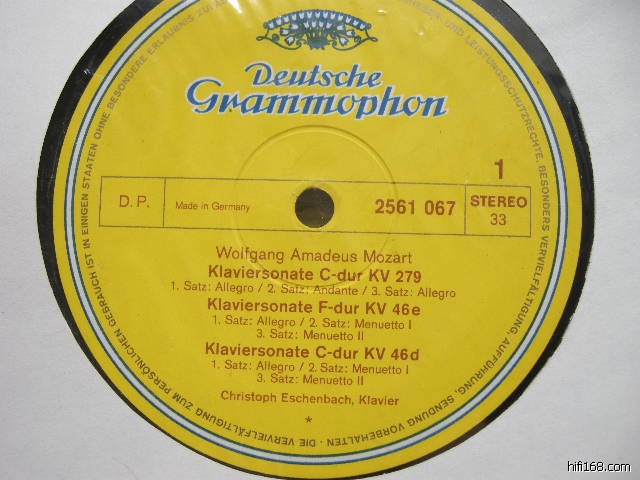 Deutsche
Grammophon
1
D.P.
Made in Germany
2561 067
STEREO
33
Wolfgang Amadeus Mozart
Klaviersonate C-dur KV 279
1. Satz: Allegro / 2. Satz: Andante / 3. Satz: Allegro
Klaviersonate F-dur KV 46e
1. Satz: Allegro / 2. Satz: Menuetto I
3. Satz: Menuetto II
Klaviersonate C-dur KV 46d
1. Satz: Allegro / 2. Satz: Menuetto I
3. Satz: Menuetto II
Christoph Eschenbach, Klavier
*
UND LEISTUNGSSCHUTZRECHTE, BESONDERS VERVIELFÄLTIGUNG, AUFFÜHRUNG, SENDUNG VORBEHALTEN · DIE VERVIELFÄLTIGUNG ZUM PERSÖNLICHEN GEBRAUCH IST IN EINIGEN STAATEN OHNE BESONDERE ERLAUBNIS
hifi168.com